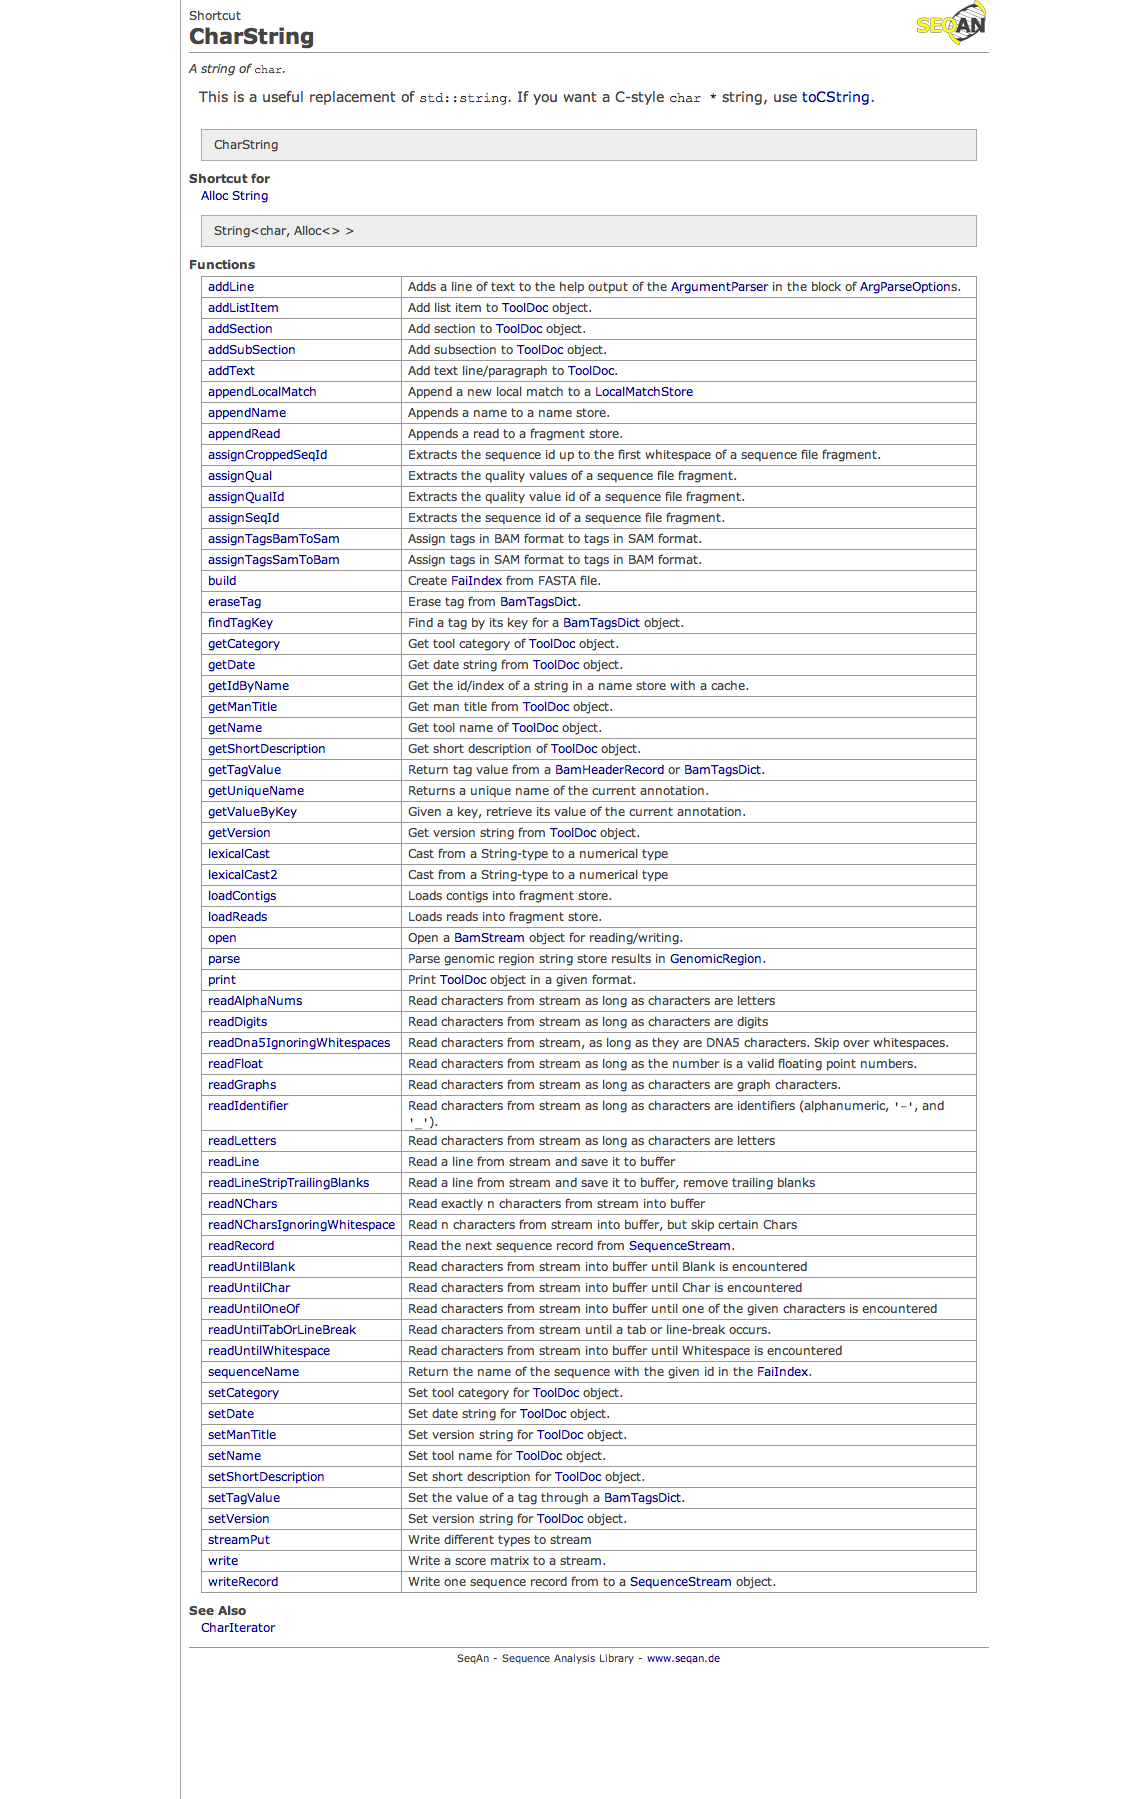 Shortcut
CharString
SEQAN
A string of char.
This is a useful replacement of std::string. If you want a C-style char * string, use toCString.
CharString
Shortcut for
Alloc String
String<char, Alloc<> >
Functions
addLine Adds a line of text to the help output of the ArgumentParser in the block of ArgParseOptions.
addListItem Add list item to ToolDoc object.
addSection Add section to ToolDoc object.
addSubSection Add subsection to ToolDoc object.
addText Add text line/paragraph to ToolDoc.
appendLocalMatch Append a new local match to a LocalMatchStore
appendName Appends a name to a name store.
appendRead Appends a read to a fragment store.
assignCroppedSeqId Extracts the sequence id up to the first whitespace of a sequence file fragment.
assignQual Extracts the quality values of a sequence file fragment.
assignQualId Extracts the quality value id of a sequence file fragment.
assignSeqId Extracts the sequence id of a sequence file fragment.
assignTagsBamToSam Assign tags in BAM format to tags in SAM format.
assignTagsSamToBam Assign tags in SAM format to tags in BAM format.
build Create FaiIndex from FASTA file.
eraseTag Erase tag from BamTagsDict.
findTagKey Find a tag by its key for a BamTagsDict object.
getCategory Get tool category of ToolDoc object.
getDate Get date string from ToolDoc object.
getIdByName Get the id/index of a string in a name store with a cache.
getManTitle Get man title from ToolDoc object.
getName Get tool name of ToolDoc object.
getShortDescription Get short description of ToolDoc object.
getTagValue Return tag value from a BamHeaderRecord or BamTagsDict.
getUniqueName Returns a unique name of the current annotation.
getValueByKey Given a key, retrieve its value of the current annotation.
getVersion Get version string from ToolDoc object.
lexicalCast Cast from a String-type to a numerical type
lexicalCast2 Cast from a String-type to a numerical type
loadContigs Loads contigs into fragment store.
loadReads Loads reads into fragment store.
open Open a BamStream object for reading/writing.
parse Parse genomic region string store results in GenomicRegion.
print Print ToolDoc object in a given format.
readAlphaNums Read characters from stream as long as characters are letters
readDigits Read characters from stream as long as characters are digits
readDna5IgnoringWhitespaces Read characters from stream, as long as they are DNA5 characters. Skip over whitespaces.
readFloat Read characters from stream as long as the number is a valid floating point numbers.
readGraphs Read characters from stream as long as characters are graph characters.
readIdentifier Read characters from stream as long as characters are identifiers (alphanumeric, '-', and
'_').
readLetters Read characters from stream as long as characters are letters
readLine Read a line from stream and save it to buffer
readLineStripTrailingBlanks Read a line from stream and save it to buffer, remove trailing blanks
readNChars Read exactly n characters from stream into buffer
readNCharsIgnoringWhitespace Read n characters from stream into buffer, but skip certain Chars
readRecord Read the next sequence record from SequenceStream.
readUntilBlank Read characters from stream into buffer until Blank is encountered
readUntilChar Read characters from stream into buffer until Char is encountered
readUntilOneOf Read characters from stream into buffer until one of the given characters is encountered
readUntilTabOrLineBreak Read characters from stream until a tab or line-break occurs.
readUntilWhitespace Read characters from stream into buffer until Whitespace is encountered
sequenceName Return the name of the sequence with the given id in the FaiIndex.
setCategory Set tool category for ToolDoc object.
setDate Set date string for ToolDoc object.
setManTitle Set version string for ToolDoc object.
setName Set tool name for ToolDoc object.
setShortDescription Set short description for ToolDoc object.
setTagValue Set the value of a tag through a BamTagsDict.
setVersion Set version string for ToolDoc object.
streamPut Write different types to stream
write Write a score matrix to a stream.
writeRecord Write one sequence record from to a SequenceStream object.
See Also
CharIterator
SeqAn - Sequence Analysis Library - www.seqan.de